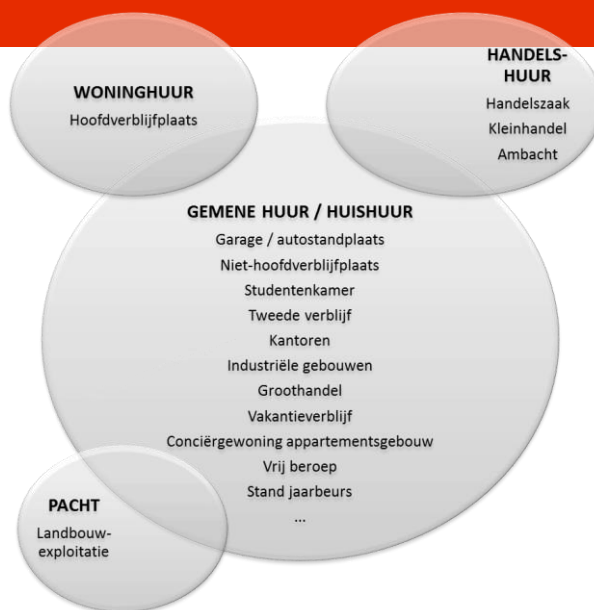 WONINGHUUR
Hoofdverblijfplaats
HANDELS-
HUUR
Handelszaak
Kleinhandel
Ambacht
GEMENE HUUR / HUISHUUR
Garage / autostandplaats
Niet-hoofdverblijfplaats
Studentenkamer
Tweede verblijf
Kantoren
Industriële gebouwen
Groothandel
Vakantieverblijf
Conciërgewoning appartementsgebouw
Vrij beroep
Stand jaarbeurs
...
PACHT
Landbouw-
exploitatie